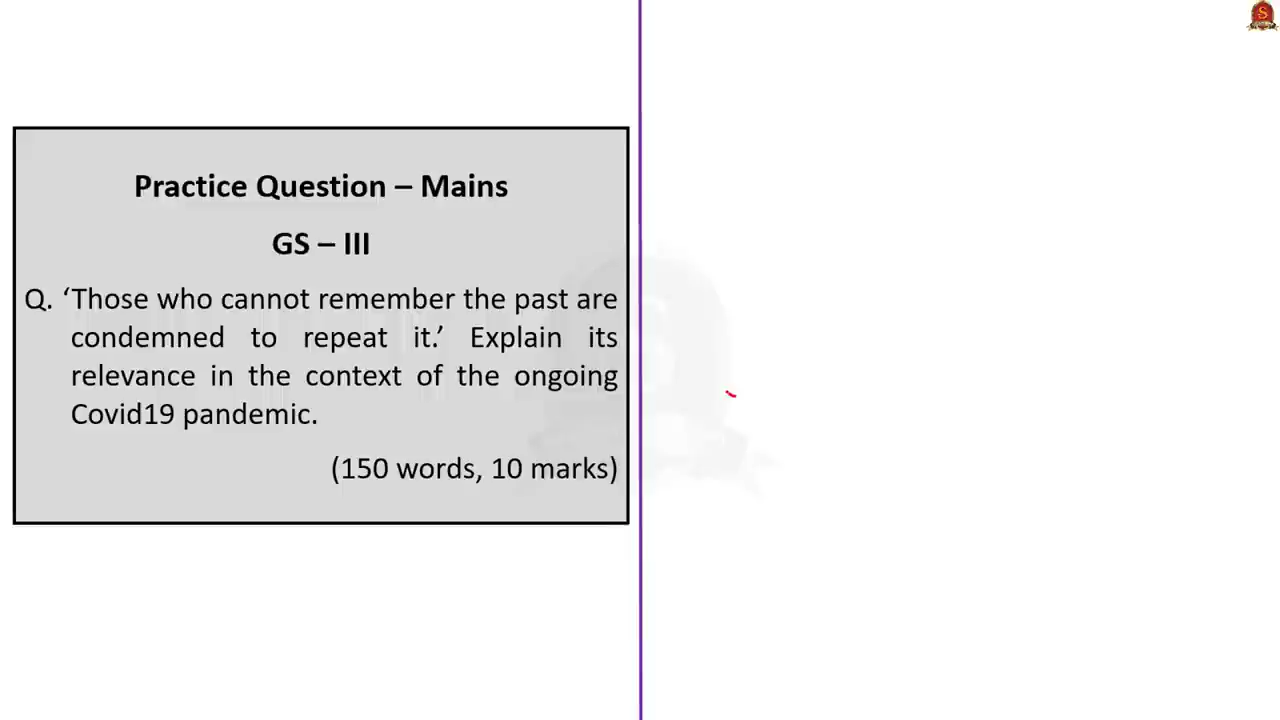 Practice Question – Mains
GS – III
Q. ‘Those who cannot remember the past are
condemned to repeat it.’ Explain its
relevance in the context of the ongoing
Covid19 pandemic.
(150 words, 10 marks)